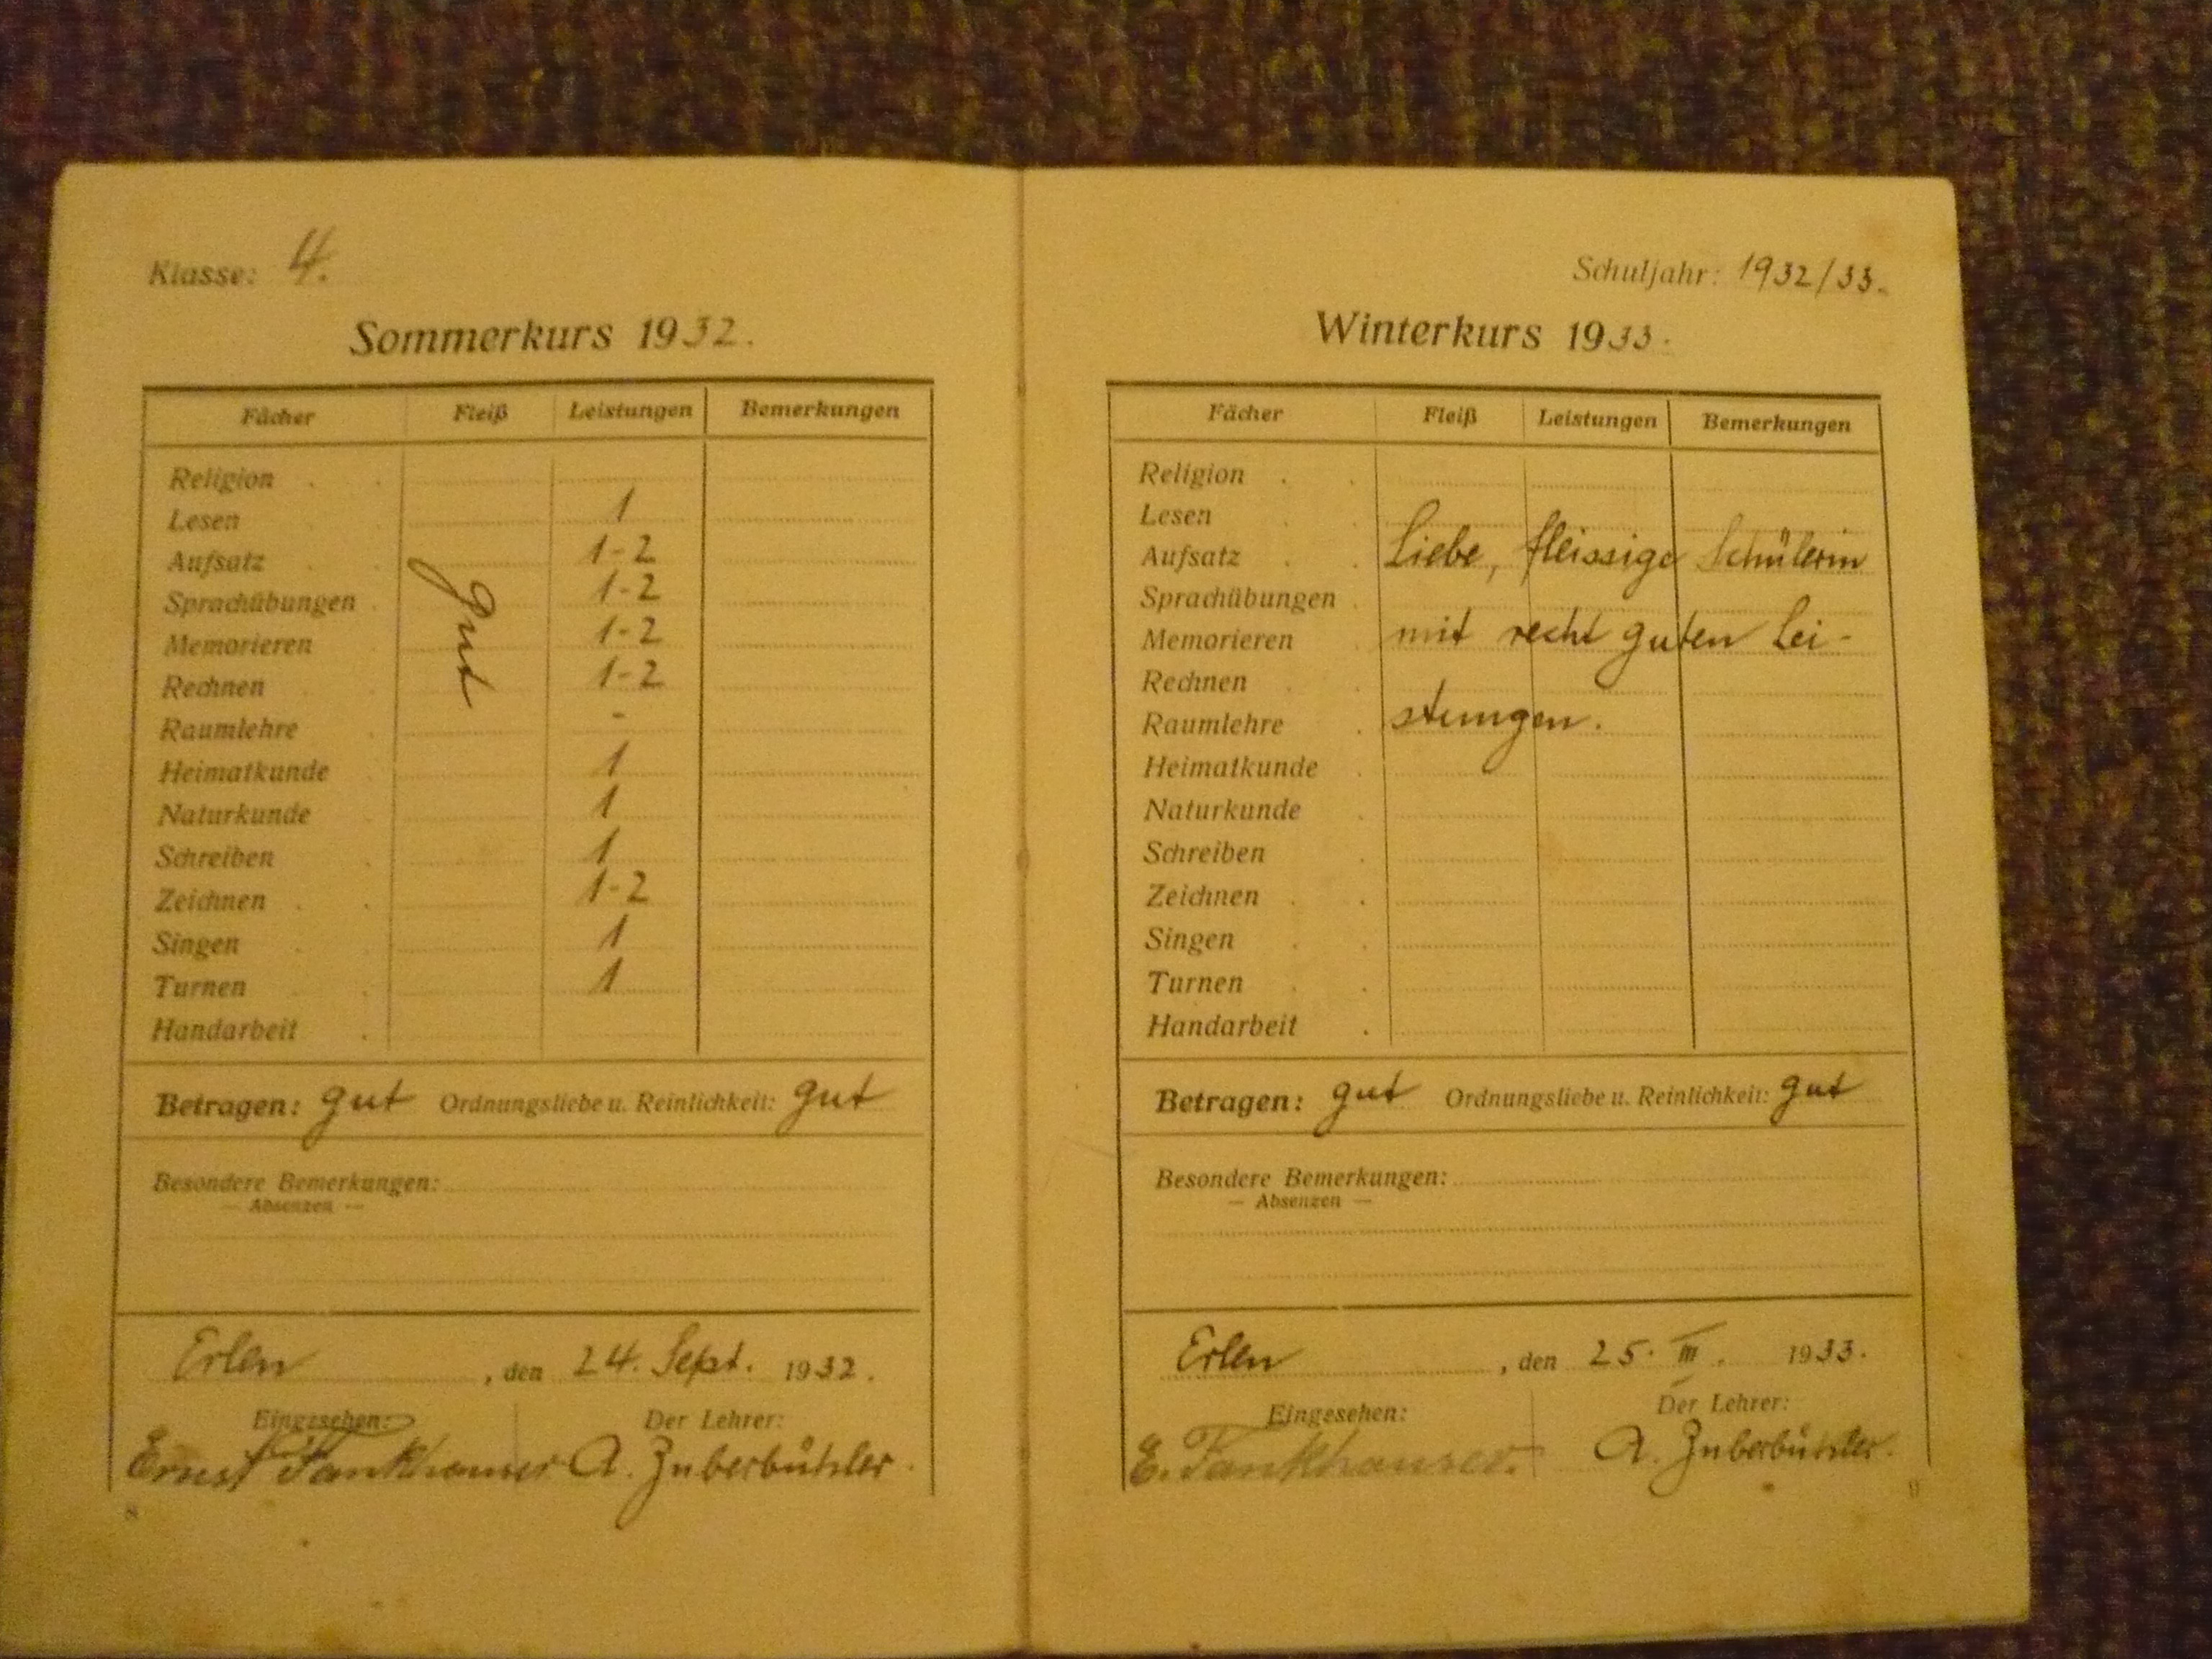 Klasse: 4.
Sommerkurs 1932.
Fächer Fleiß Leistungen Bemerkungen
Religion . .
Lesen 1
Aufsatz 1-2
Sprachübungen . 1-2
Memorieren 1-2
Rechnen 1-2
gut
Raumlehre . -
Heimatkunde . 1
Naturkunde . 1
Schreiben . 1
Zeichnen . . 1-2
Singen . 1
Turnen . 1
Handarbeit .
Betragen: gut Ordnungsliebe u. Reinlichkeit: gut
Besondere Bemerkungen:
— Absenzen —
Erlen, den 24. Sept. 1932.
Eingesehen: Der Lehrer:
Ernst Fankhauser A. Zuberbühler.
8
Schuljahr: 1932/33.
Winterkurs 1933.
Fächer Fleiß Leistungen Bemerkungen
Religion . .
Lesen .
Aufsatz . . Liebe, fleissige Schülerin
Sprachübungen .
Memorieren . mit recht guten Lei-
Rechnen . .
Raumlehre . stungen.
Heimatkunde .
Naturkunde .
Schreiben .
Zeichnen . .
Singen . .
Turnen . .
Handarbeit .
Betragen: gut Ordnungsliebe u. Reinlichkeit: gut
Besondere Bemerkungen:
— Absenzen —
Erlen, den 25. III. 1933.
Eingesehen: Der Lehrer:
E. Fankhauser. A. Zuberbühler.
9